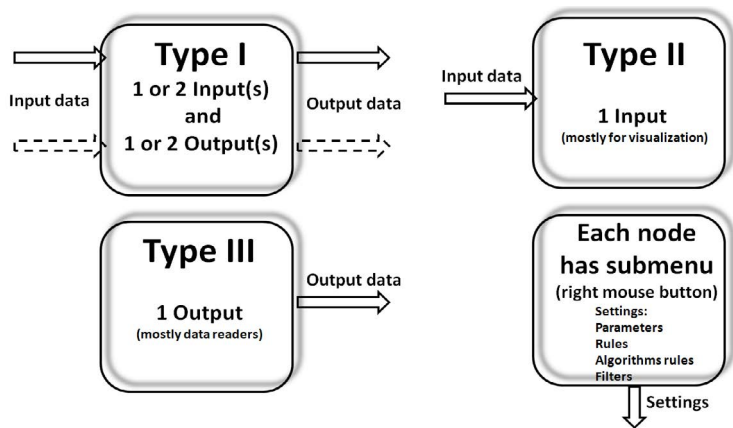 Type I
1 or 2 Input(s)
and
1 or 2 Output(s)
Input data
Output data
Type II
1 Input
(mostly for visualization)
Input data
Type III
1 Output
(mostly data readers)
Output data
Each node
has submenu
(right mouse button)
Settings:
Parameters
Rules
Algorithms rules
Filters
Settings